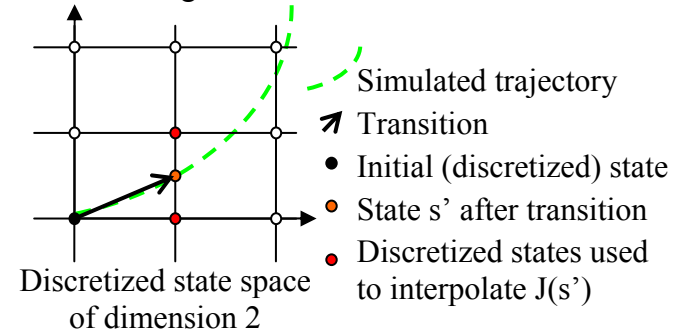 Simulated trajectory
Transition
Initial (discretized) state
State s’ after transition
Discretized states used
to interpolate J(s’)
Discretized state space
of dimension 2